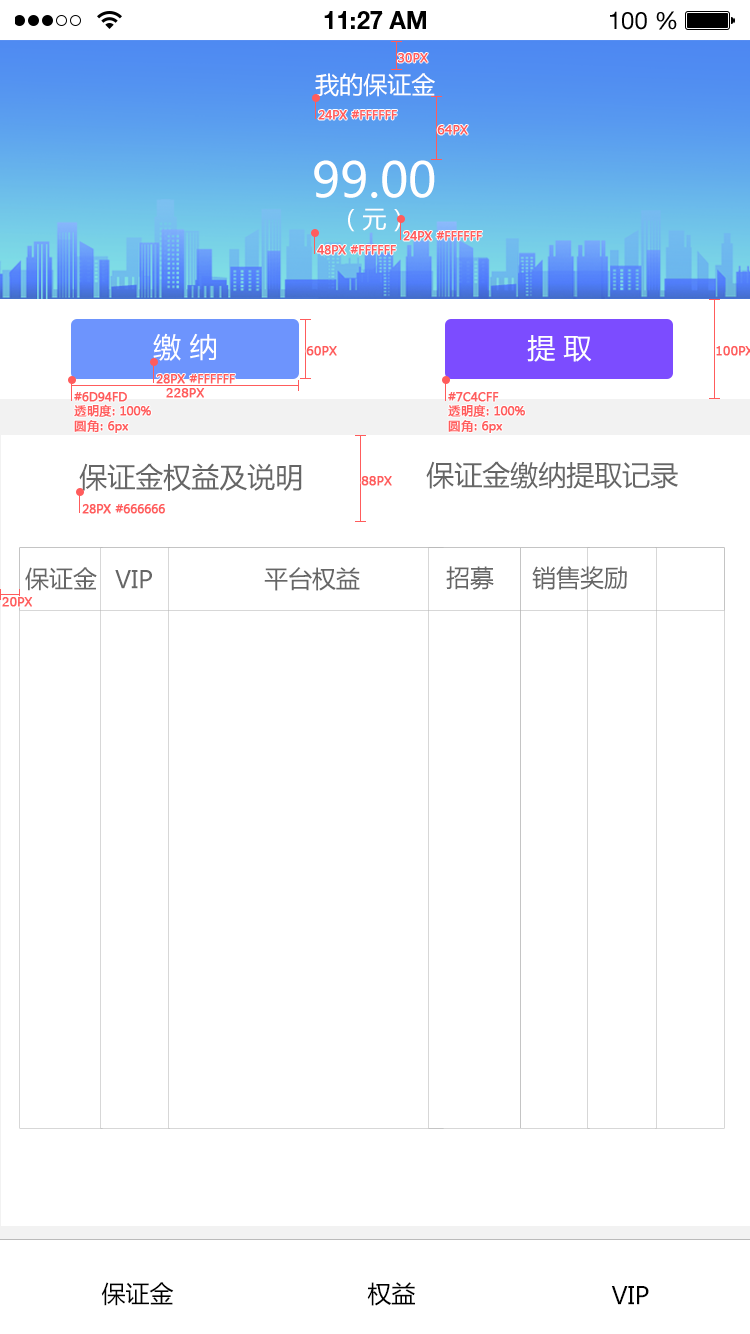 11:27 AM 100 %
30PX
我的保证金
24PX #FFFFFF
64PX
99.00
（元）
24PX #FFFFFF
48PX #FFFFFF
缴 纳
提 取
60PX
100PX
28PX #FFFFFF
228PX
#6D94FD
透明度: 100%
圆角: 6px
#7C4CFF
透明度: 100%
圆角: 6px
保证金权益及说明
保证金缴纳提取记录
88PX
28PX #666666
保证金 VIP 平台权益 招募 销售奖励
20PX
保证金 权益 VIP